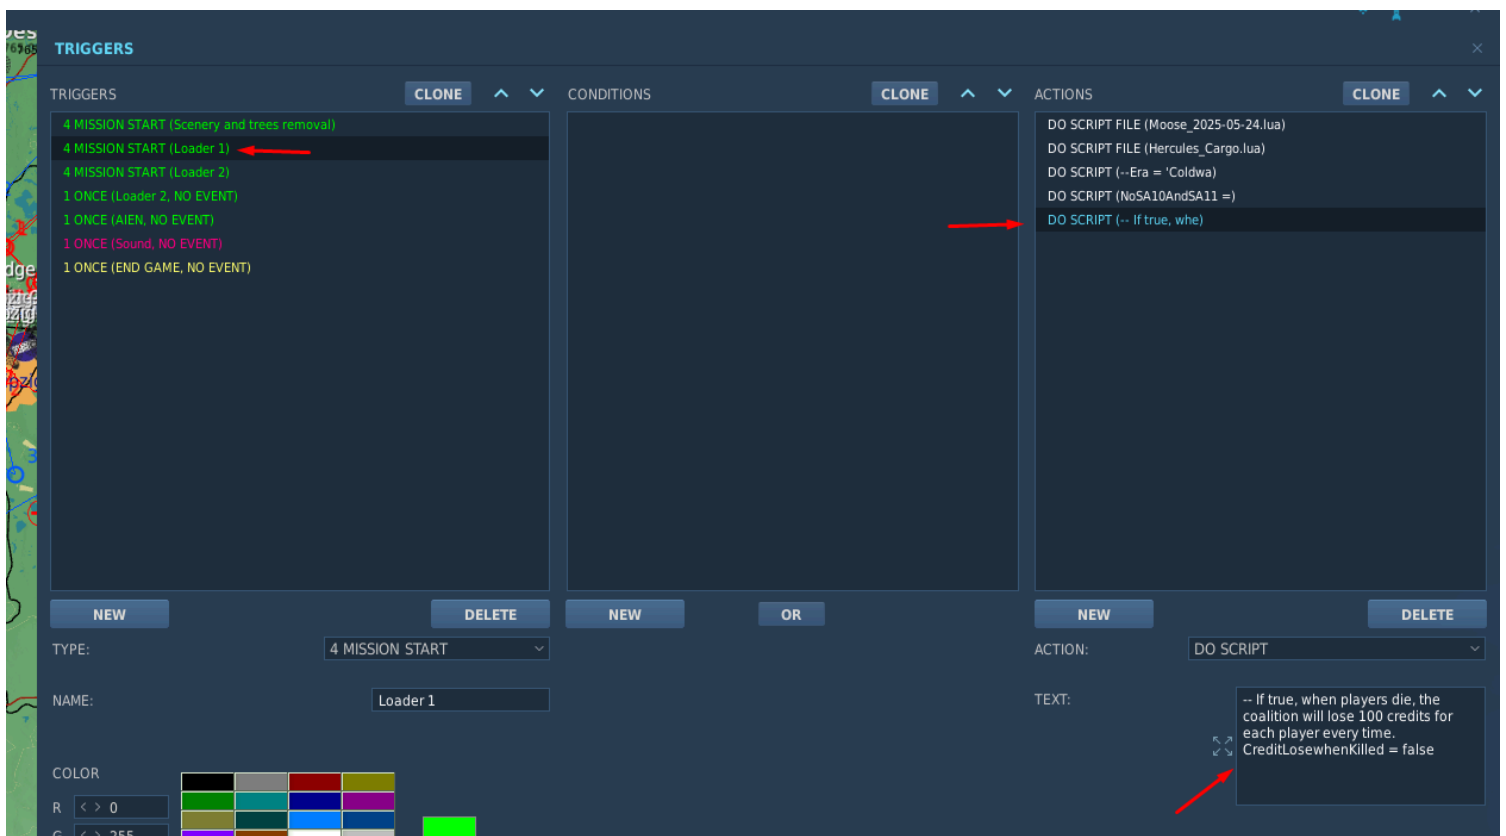 TRIGGERS
TRIGGERS
CLONE
CONDITIONS
CLONE
ACTIONS
CLONE
4 MISSION START (Scenery and trees removal)
4 MISSION START (Loader 1)
4 MISSION START (Loader 2)
1 ONCE (Loader 2, NO EVENT)
1 ONCE (AIEN, NO EVENT)
1 ONCE (Sound, NO EVENT)
1 ONCE (END GAME, NO EVENT)
DO SCRIPT FILE (Moose_2025-05-24.lua)
DO SCRIPT FILE (Hercules_Cargo.lua)
DO SCRIPT (--Era = 'Coldwa)
DO SCRIPT (NoSA10AndSA11 =)
DO SCRIPT (-- If true, whe)
NEW
DELETE
NEW
OR
NEW
DELETE
TYPE:
4 MISSION START
ACTION:
DO SCRIPT
NAME:
Loader 1
TEXT:
-- If true, when players die, the
coalition will lose 100 credits for
each player every time.
CreditLosewhenKilled = false
COLOR
R
0
G
255